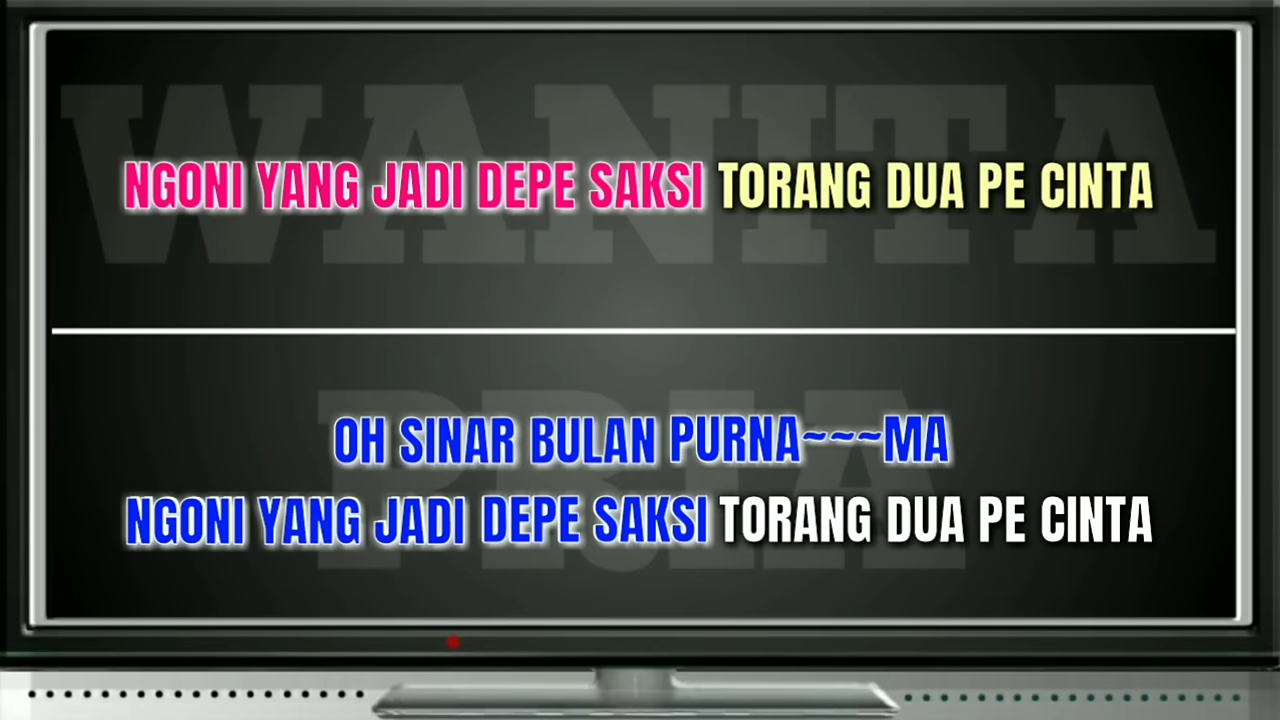 WANITA
NGONI YANG JADI DEPE SAKSI TORANG DUA PE CINTA
PRIA
OH SINAR BULAN PURNA~~~MA
NGONI YANG JADI DEPE SAKSI TORANG DUA PE CINTA